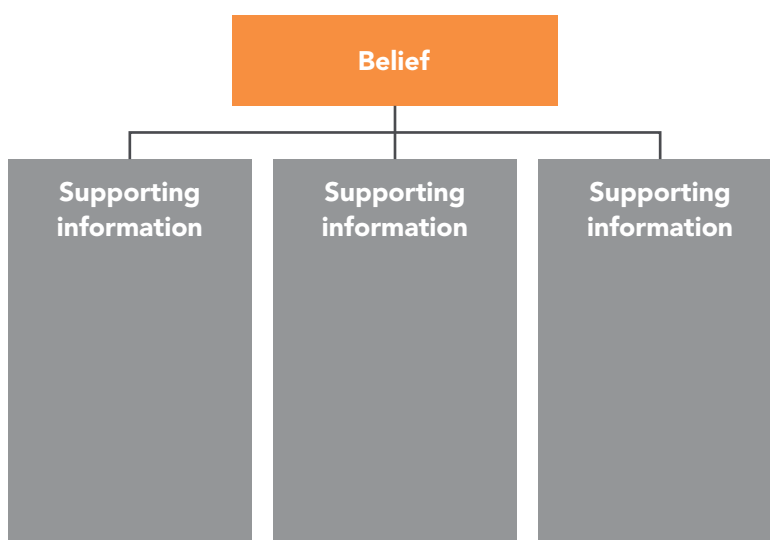 Belief
Supporting
information
Supporting
information
Supporting
information